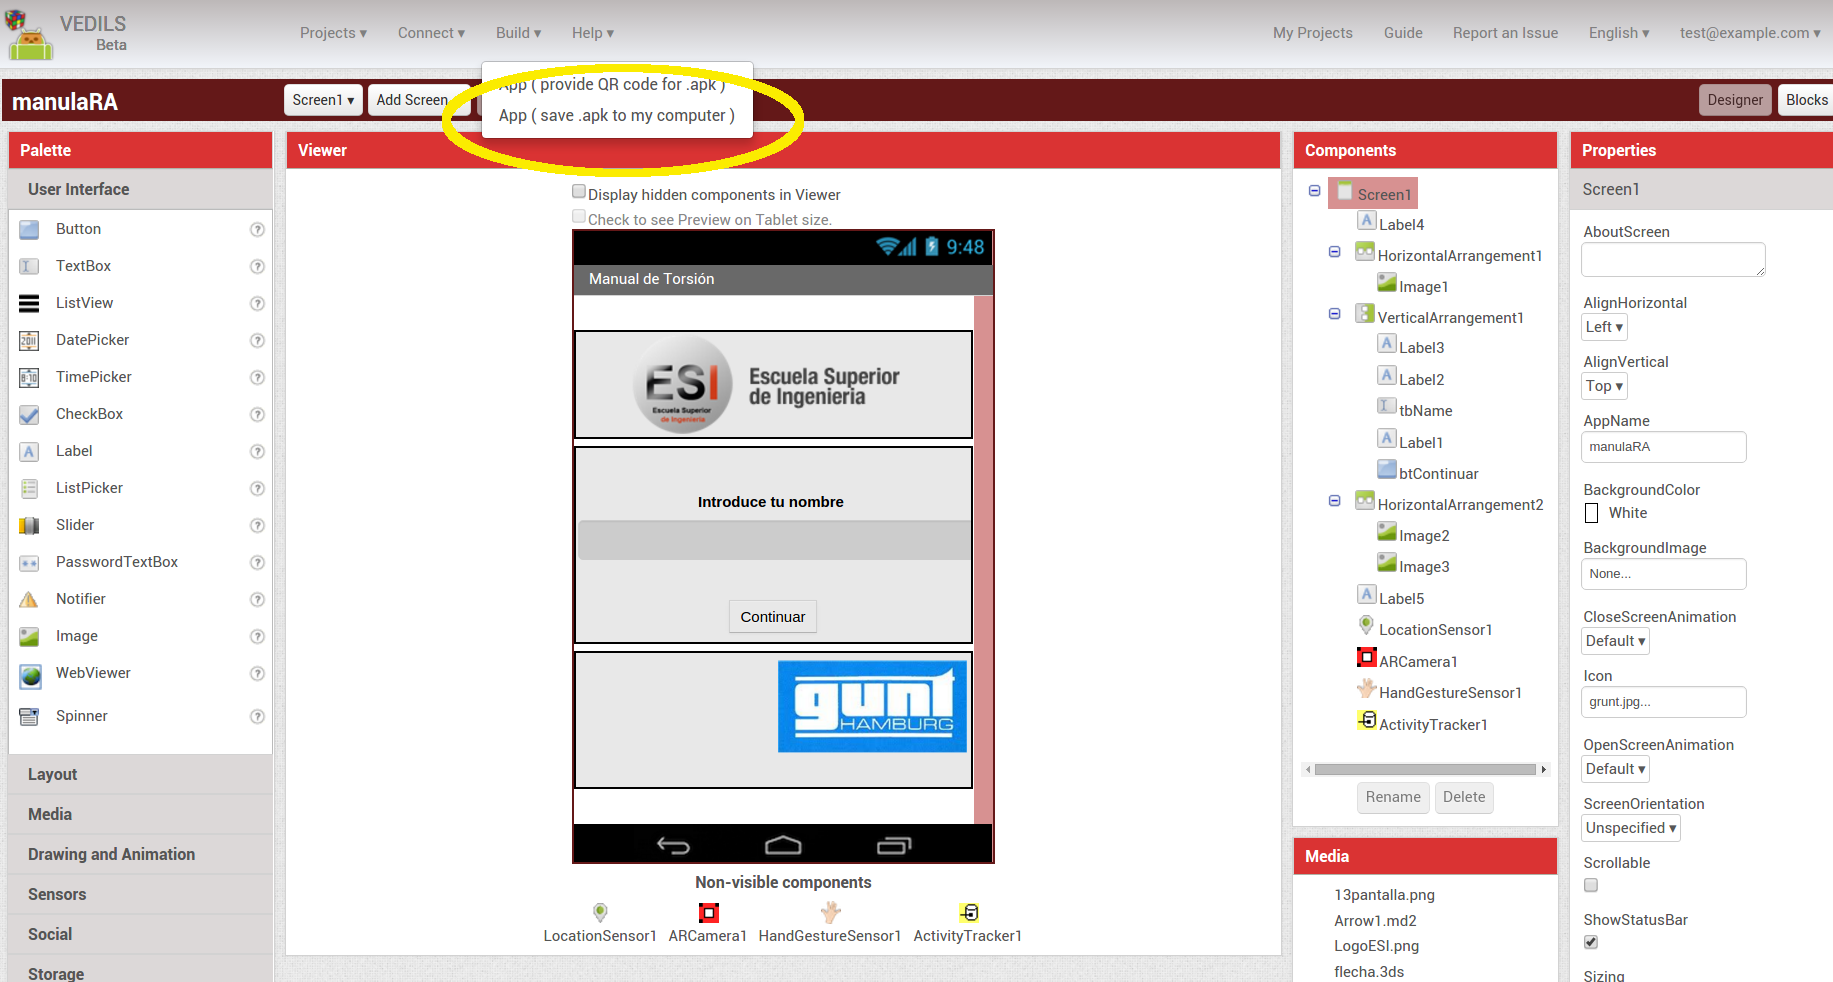 VEDILS
Beta
Projects ▾ Connect ▾ Build ▾ Help ▾ My Projects Guide Report an Issue English ▾ test@example.com ▾
App ( provide QR code for .apk )
App ( save .apk to my computer )
manulaRA Screen1 ▾ Add Screen Designer Blocks
Palette
User Interface
Button
TextBox
ListView
DatePicker
TimePicker
CheckBox
Label
ListPicker
Slider
PasswordTextBox
Notifier
Image
WebViewer
Spinner
Layout
Media
Drawing and Animation
Sensors
Social
Storage
Viewer
Display hidden components in Viewer
Check to see Preview on Tablet size.
9:48
Manual de Torsión
ESI
Escuela Superior
de Ingeniería
Escuela Superior
de Ingeniería
Introduce tu nombre
Continuar
gunt
HAMBURG
Non-visible components
LocationSensor1 ARCamera1 HandGestureSensor1 ActivityTracker1
Components
Screen1
Label4
HorizontalArrangement1
Image1
VerticalArrangement1
Label3
Label2
tbName
Label1
btContinuar
HorizontalArrangement2
Image2
Image3
Label5
LocationSensor1
ARCamera1
HandGestureSensor1
ActivityTracker1
Rename Delete
Media
13pantalla.png
Arrow1.md2
LogoESI.png
flecha.3ds
Properties
Screen1
AboutScreen
AlignHorizontal
Left ▾
AlignVertical
Top ▾
AppName
manulaRA
BackgroundColor
White
BackgroundImage
None...
CloseScreenAnimation
Default ▾
Icon
grunt.jpg...
OpenScreenAnimation
Default ▾
ScreenOrientation
Unspecified ▾
Scrollable
ShowStatusBar
Sizing